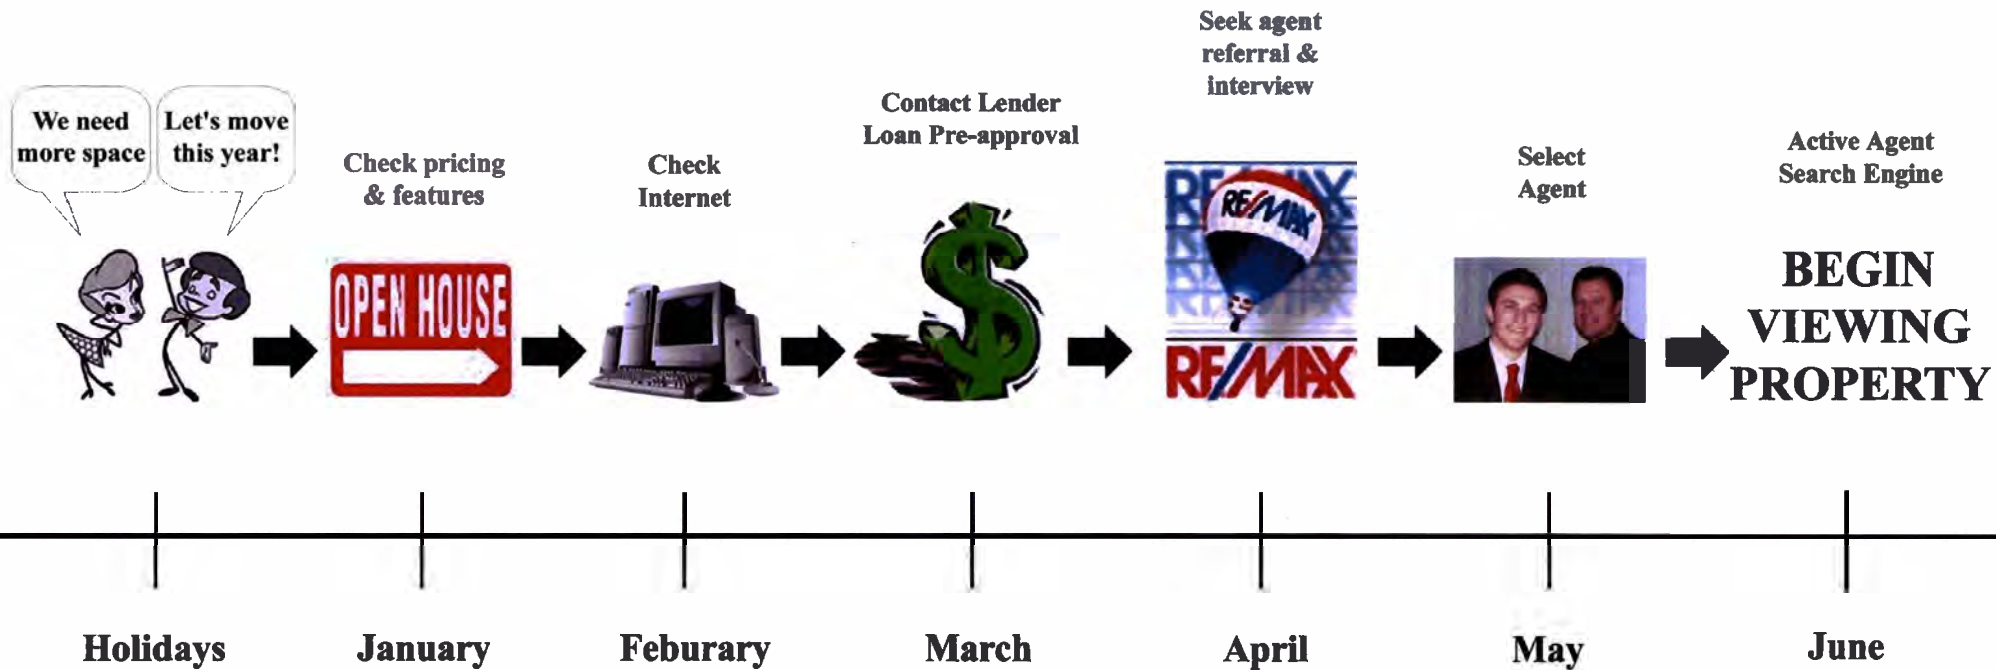 We need
more space
Let's move
this year!
Check pricing
& features
OPEN HOUSE
Check
Internet
Contact Lender
Loan Pre-approval
Seek agent
referral &
interview
RE/MAX
RE/MAX
RE/MAX
Select
Agent
Active Agent
Search Engine
BEGIN
VIEWING
PROPERTY
Holidays
January
Feburary
March
April
May
June